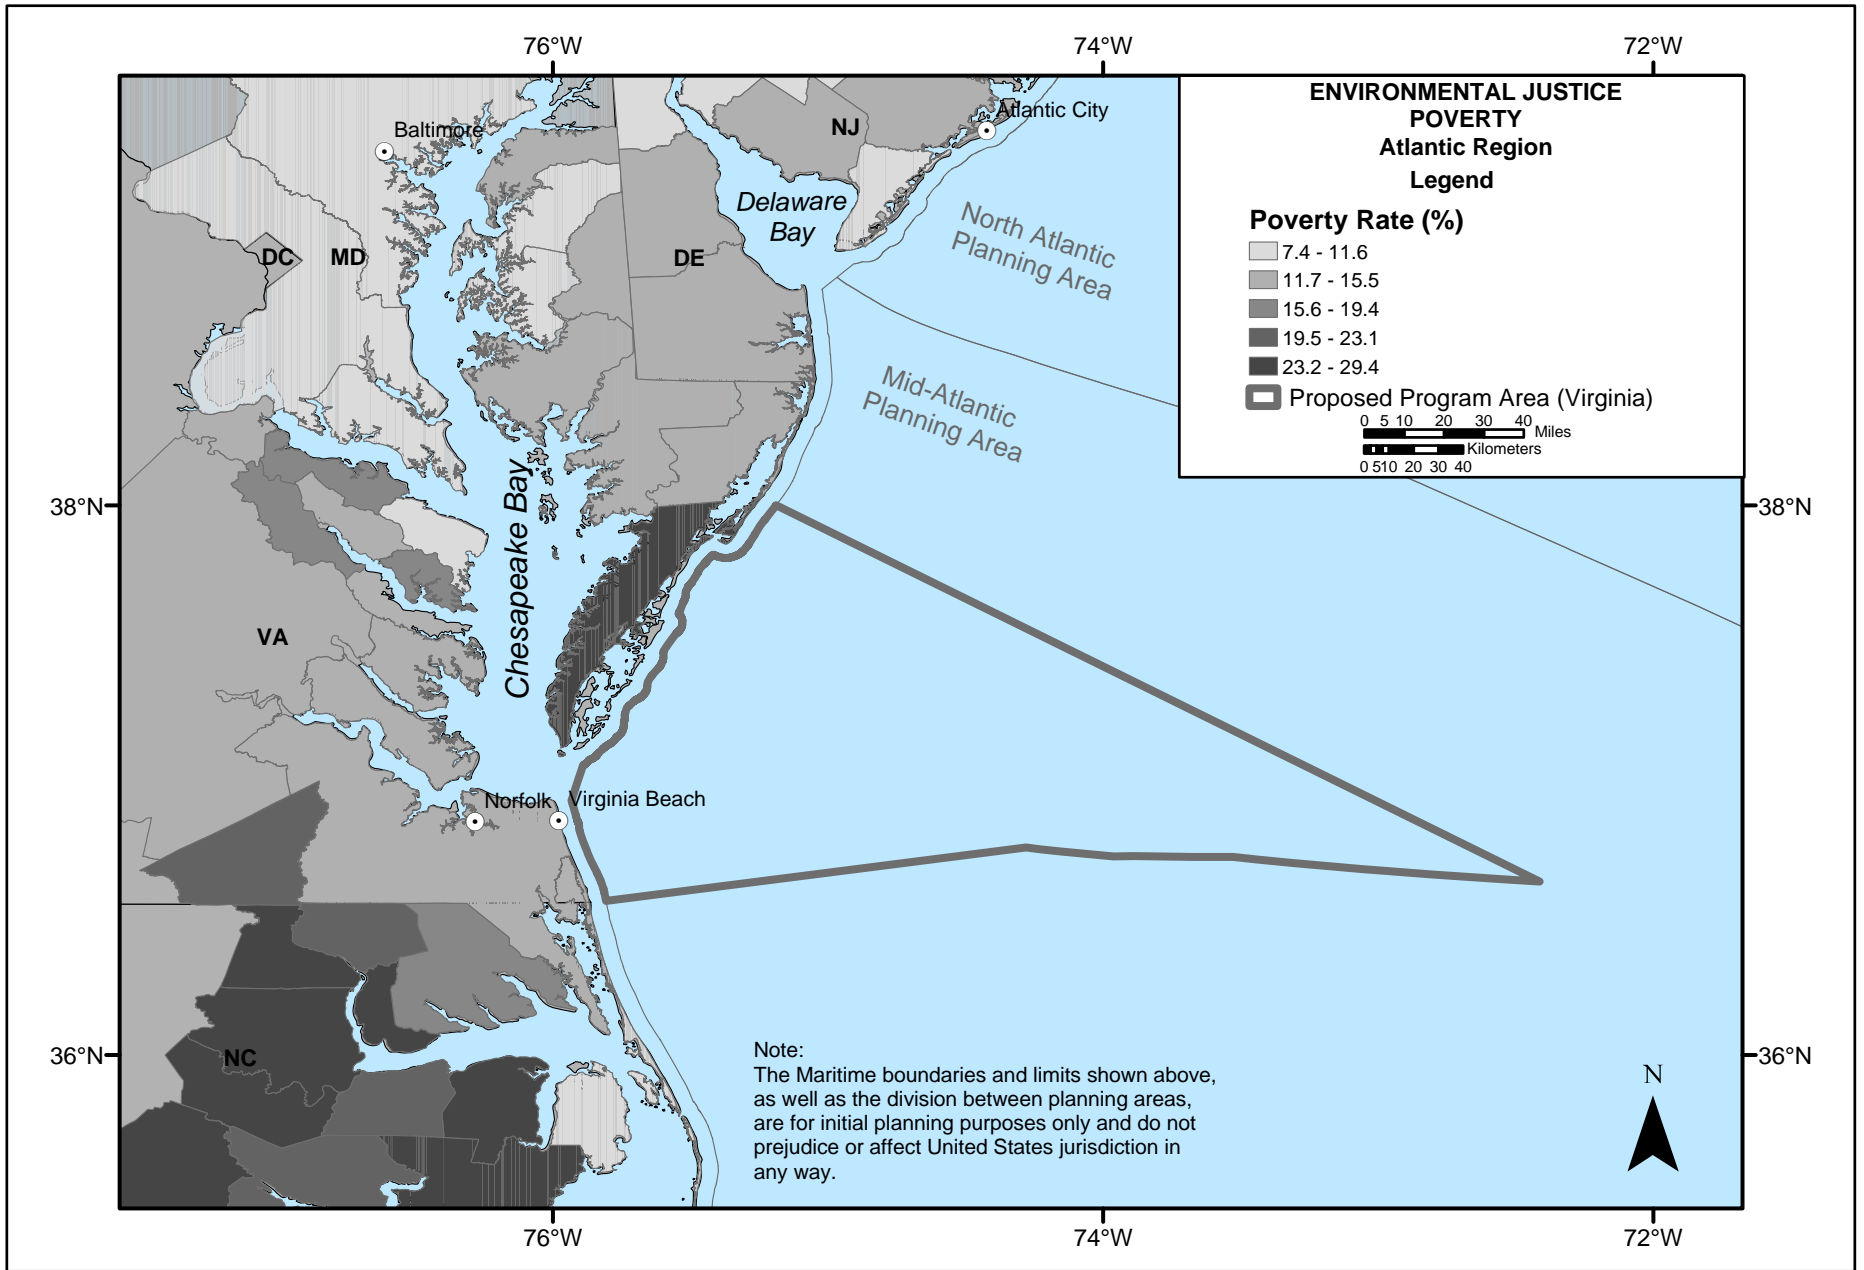 76°W
74°W
72°W
ENVIRONMENTAL JUSTICE
POVERTY
Atlantic Region
Legend
Poverty Rate (%)
7.4 - 11.6
11.7 - 15.5
15.6 - 19.4
19.5 - 23.1
23.2 - 29.4
Proposed Program Area (Virginia)
0 5 10 20 30 40
Miles
Kilometers
0 510 20 30 40
Baltimore
NJ
Atlantic City
Delaware
Bay
North Atlantic
Planning Area
DC
MD
DE
Mid-Atlantic
Planning Area
38°N
38°N
Chesapeake Bay
VA
Norfolk
Virginia Beach
36°N
36°N
NC
Note:
The Maritime boundaries and limits shown above,
as well as the division between planning areas,
are for initial planning purposes only and do not
prejudice or affect United States jurisdiction in
any way.
N
76°W
74°W
72°W